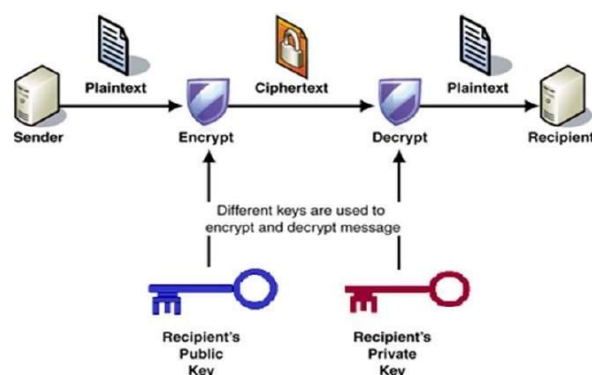 Plaintext
Ciphertext
Plaintext
Sender
Encrypt
Decrypt
Recipient
Different keys are used to
encrypt and decrypt message
Recipient's
Public
Key
Recipient's
Private
Key